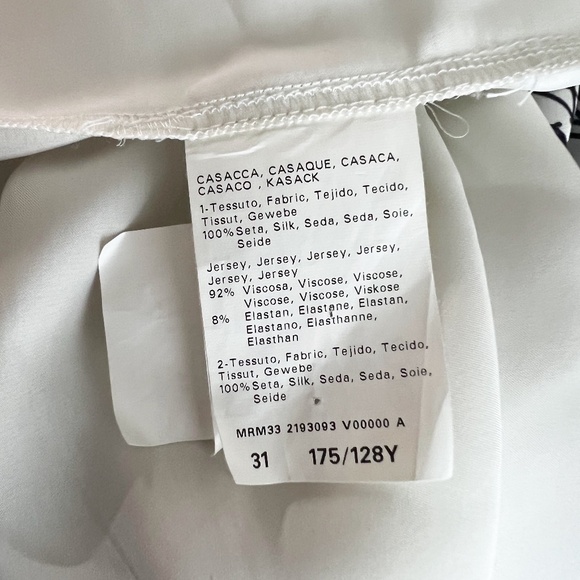 CASACCA, CASAQUE, CASACA,
CASACO , KASACK
1-Tessuto, Fabric, Tejido, Tecido,
Tissut, Gewebe
100% Seta, Silk, Seda, Seda, Soie,
Seide
Jersey, Jersey, Jersey, Jersey,
Jersey, Jersey
92% Viscosa, Viscose, Viscose,
Viscose, Viscose, Viskose
8% Elastan, Elastane, Elastan,
Elastano, Elasthanne,
Elasthan
2-Tessuto, Fabric, Tejido, Tecido,
Tissut, Gewebe
100% Seta, Silk, Seda, Seda, Soie,
Seide
MRM33 2193093 V00000 A
31 175/128Y